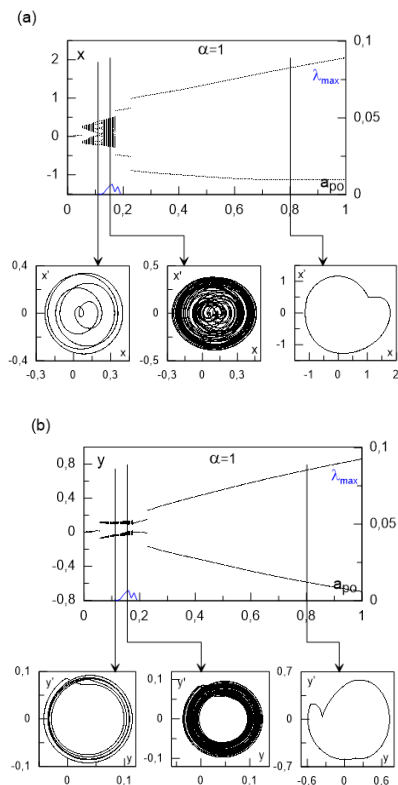 (a)
x α=1 0,1
λmax
2
1 0,05
0
-1
apo 0
0 0,2 0,4 0,6 0,8 1
0,4 x' 0,5 x' x'
1
0 0 0
-1
-0,4 x -0,5 x x
-0,3 0 0,3 -0,3 0 0,3 -1 0 1 2
(b)
0,8 y α=1 0,1
λmax
0,4
0 0,05
-0,4
-0,8 apo 0
0 0,2 0,4 0,6 0,8 1
0,1 y' 0,1 y' 0,7 y'
0 0
-0,1 y -0,1 y -0,7 y
0 0,1 0 0,1 -0,6 -0,3 0 0,3 0,6